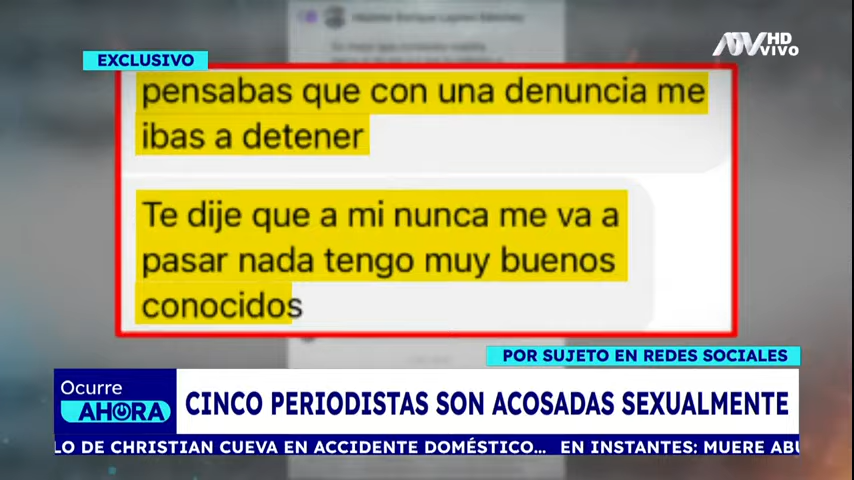 EXCLUSIVO
ATV HD
VIVO
pensabas que con una denuncia me
ibas a detener
Te dije que a mi nunca me va a
pasar nada tengo muy buenos
conocidos
POR SUJETO EN REDES SOCIALES
Ocurre
AHORA
CINCO PERIODISTAS SON ACOSADAS SEXUALMENTE
LO DE CHRISTIAN CUEVA EN ACCIDENTE DOMÉSTICO... EN INSTANTES: MUERE ABU